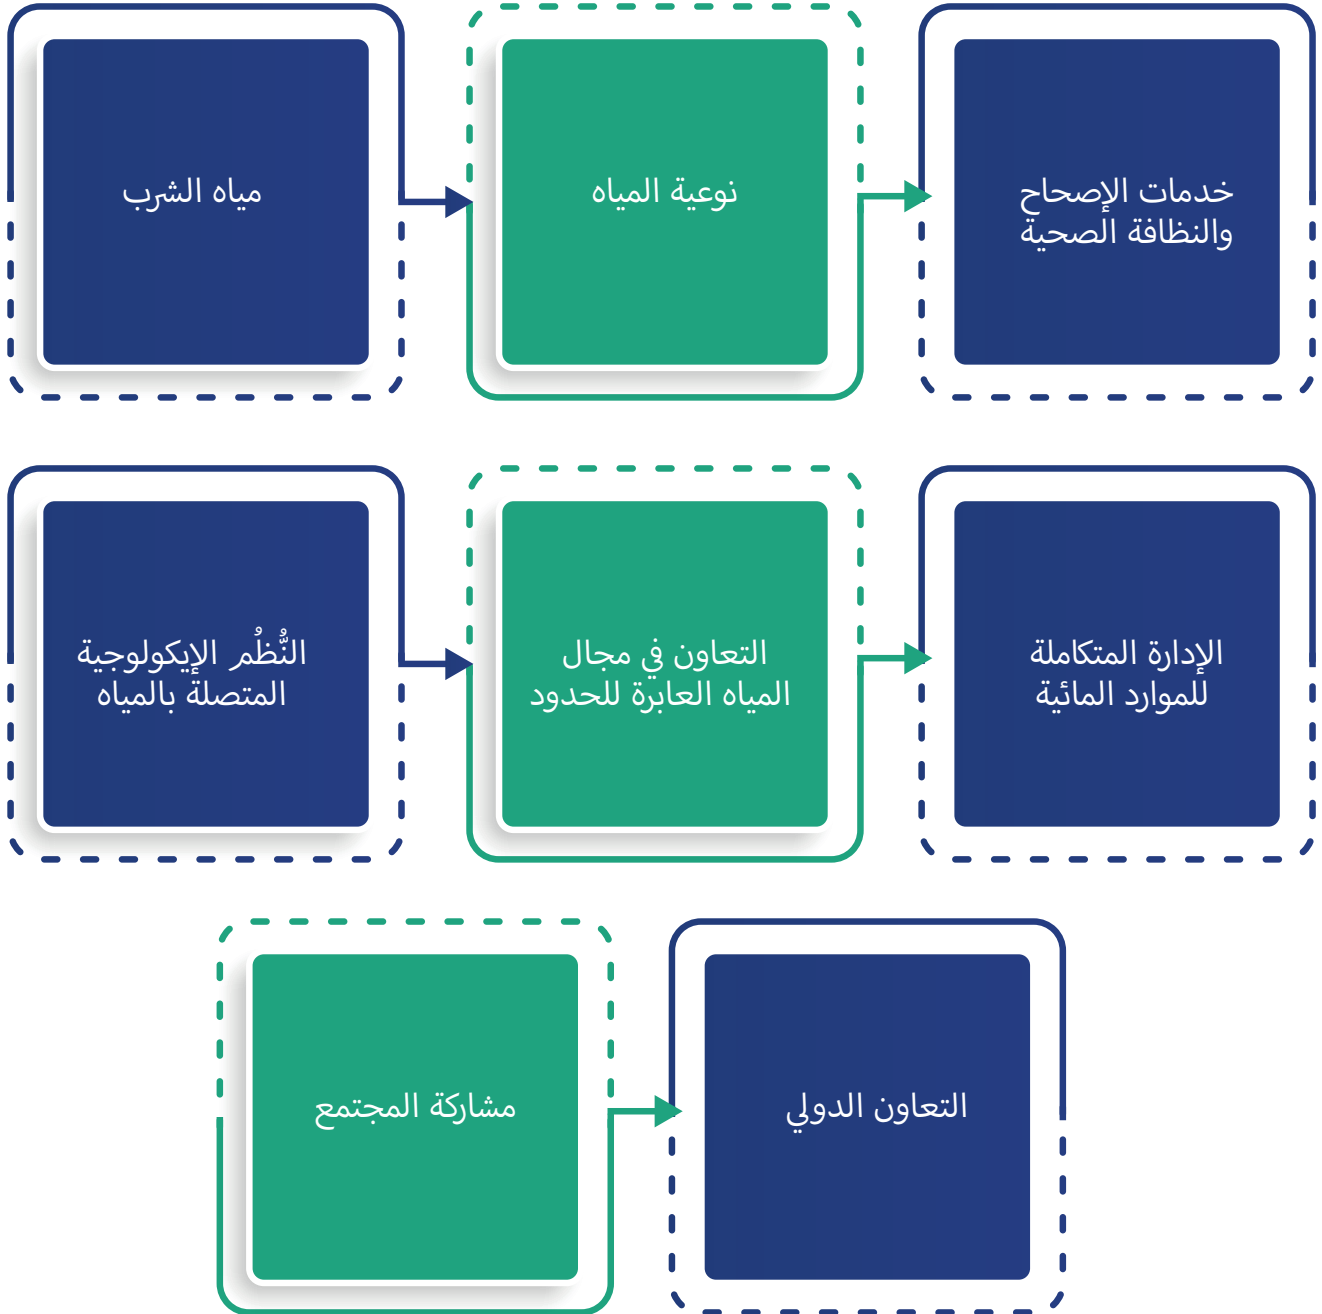 مياه الشرب
نوعية المياه
خدمات الإصحاح
والنظافة الصحية
النُّظُم الإيكولوجية
المتصلة بالمياه
التعاون في مجال
المياه العابرة للحدود
الإدارة المتكاملة
للموارد المائية
مشاركة المجتمع
التعاون الدولي